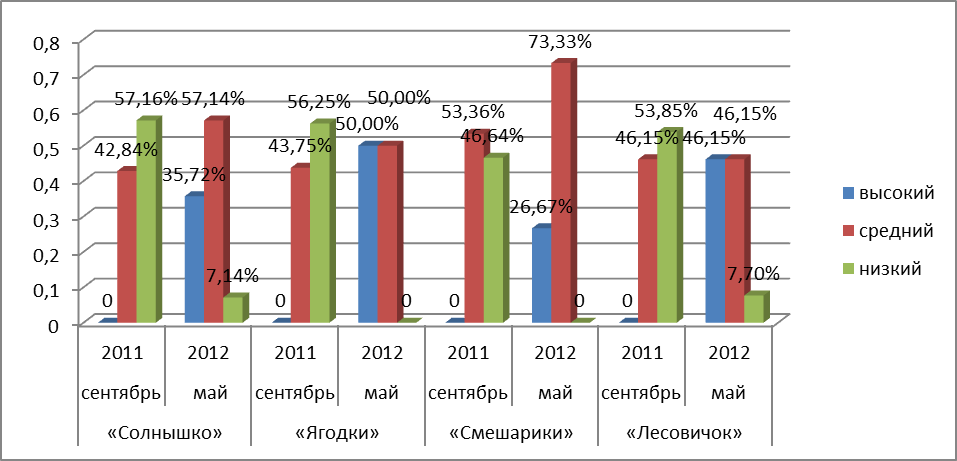 0,8
0,7
0,6
0,5
0,4
0,3
0,2
0,1
0
0 42,84% 57,16%
35,72% 57,14% 7,14%
0 43,75% 56,25%
50,00% 50,00% 0
0 53,36% 46,64%
26,67% 73,33% 0
0 46,15% 53,85%
46,15% 46,15% 7,70%
2011 2012 2011 2012 2011 2012 2011 2012
сентябрь май сентябрь май сентябрь май сентябрь май
«Солнышко» «Ягодки» «Смешарики» «Лесовичок»
высокий
средний
низкий